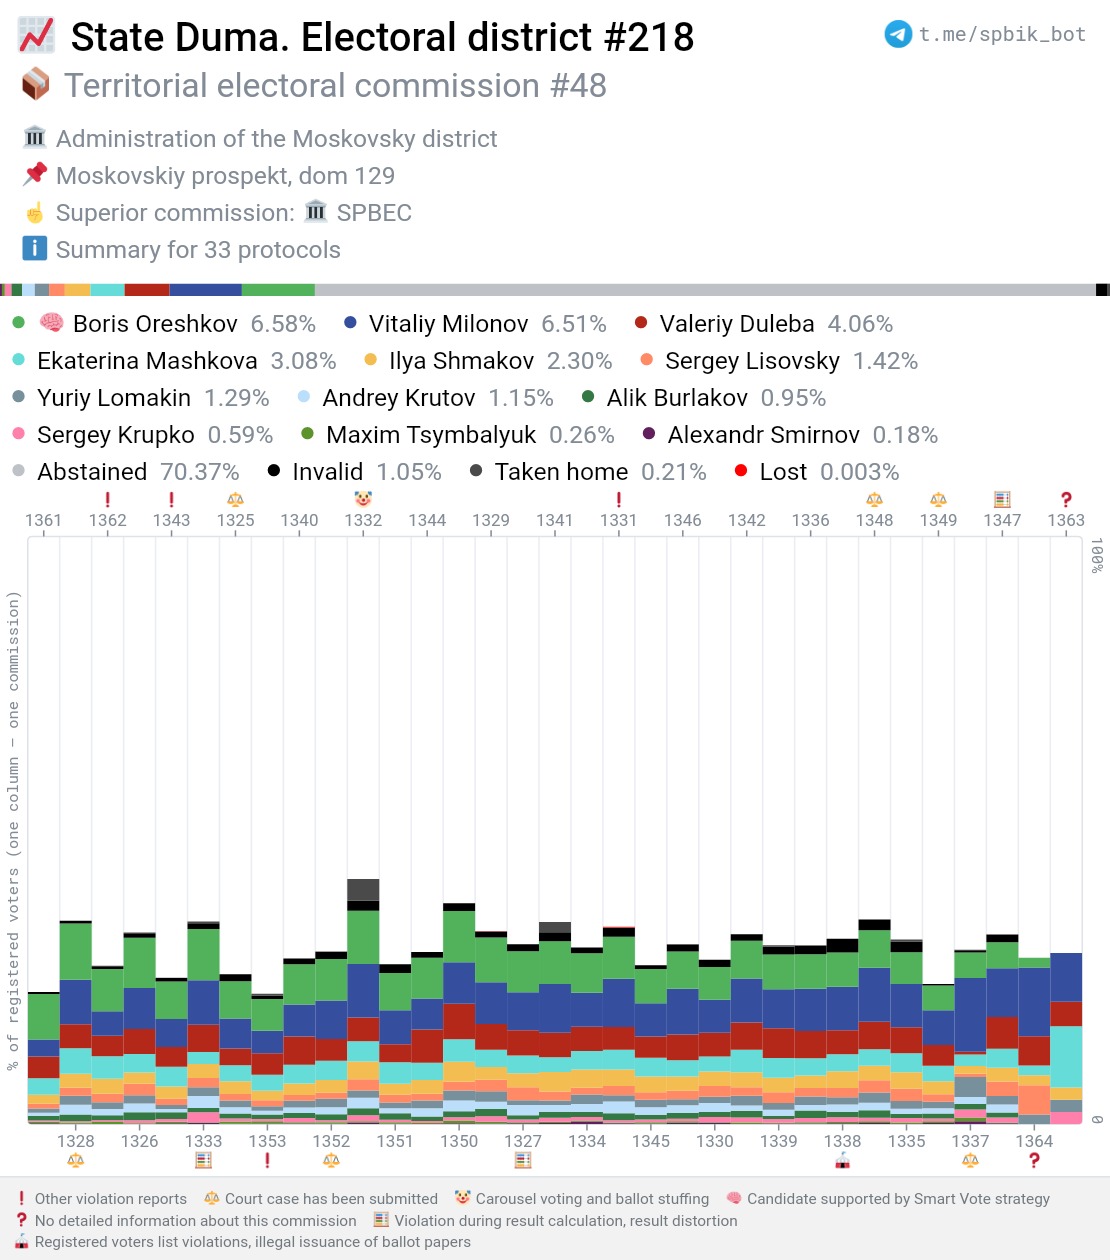 State Duma. Electoral district #218
t.me/spbik_bot
Territorial electoral commission #48
Administration of the Moskovsky district
Moskovskiy prospekt, dom 129
Superior commission: SPBEC
Summary for 33 protocols
Boris Oreshkov 6.58% Vitaliy Milonov 6.51% Valeriy Duleba 4.06%
Ekaterina Mashkova 3.08% Ilya Shmakov 2.30% Sergey Lisovsky 1.42%
Yuriy Lomakin 1.29% Andrey Krutov 1.15% Alik Burlakov 0.95%
Sergey Krupko 0.59% Maxim Tsymbalyuk 0.26% Alexandr Smirnov 0.18%
Abstained 70.37% Invalid 1.05% Taken home 0.21% Lost 0.003%
1361 1362 1343 1325 1340 1332 1344 1329 1341 1331 1346 1342 1336 1348 1349 1347 1363
100%
% of registered voters (one column – one commission)
0
1328 1326 1333 1353 1352 1351 1350 1327 1334 1345 1330 1339 1338 1335 1337 1364
Other violation reports Court case has been submitted Carousel voting and ballot stuffing Candidate supported by Smart Vote strategy
No detailed information about this commission Violation during result calculation, result distortion
Registered voters list violations, illegal issuance of ballot papers